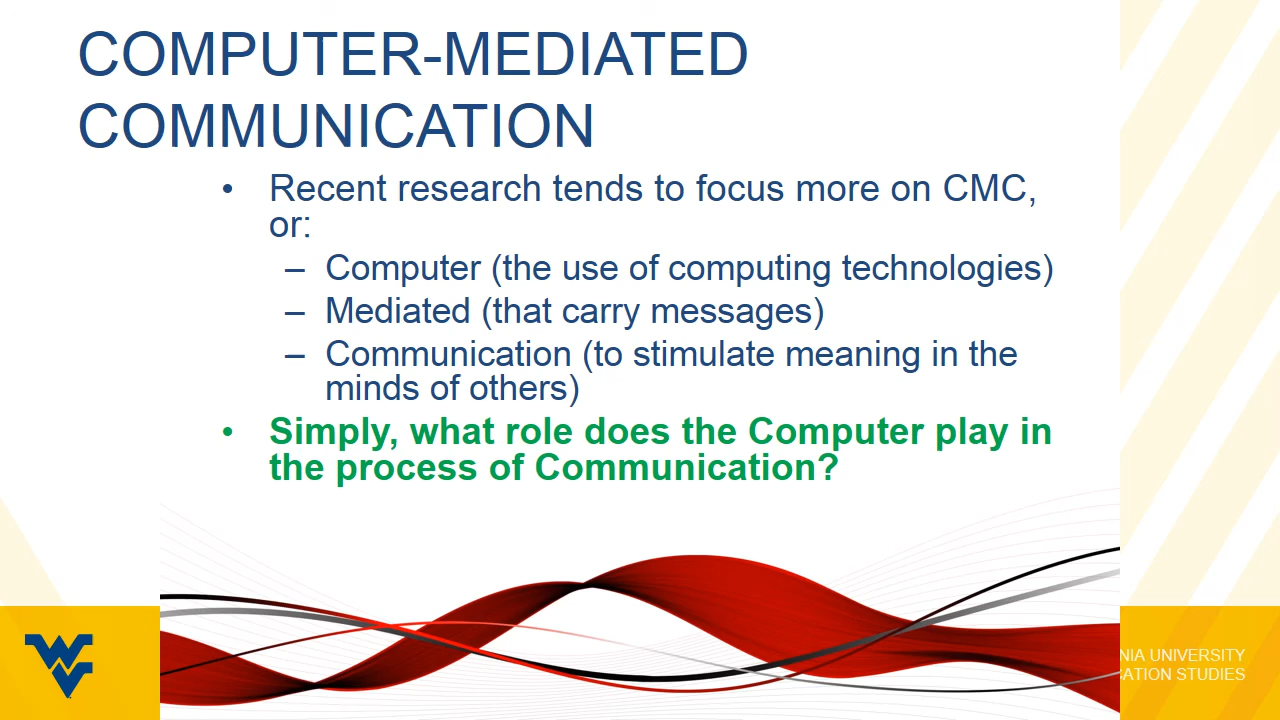 COMPUTER-MEDIATED
COMMUNICATION
• Recent research tends to focus more on CMC,
or:
– Computer (the use of computing technologies)
– Mediated (that carry messages)
– Communication (to stimulate meaning in the
minds of others)
• Simply, what role does the Computer play in
the process of Communication?
UNIVERSITY
STUDIES